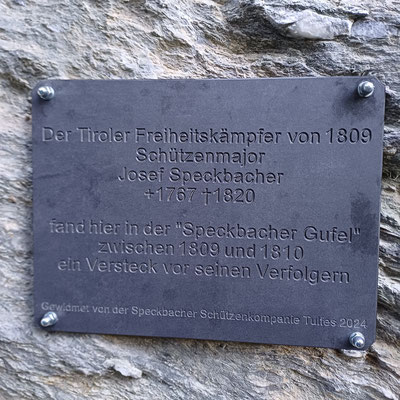 Der Tiroler Freiheitskämpfer von 1809
Schützenmajor
Josef Speckbacher
+1767 †1820
fand hier in der "Speckbacher Gufel"
zwischen 1809 und 1810
ein Versteck vor seinen Verfolgern
Gewidmet von der Speckbacher Schützenkompanie Tulfes 2024